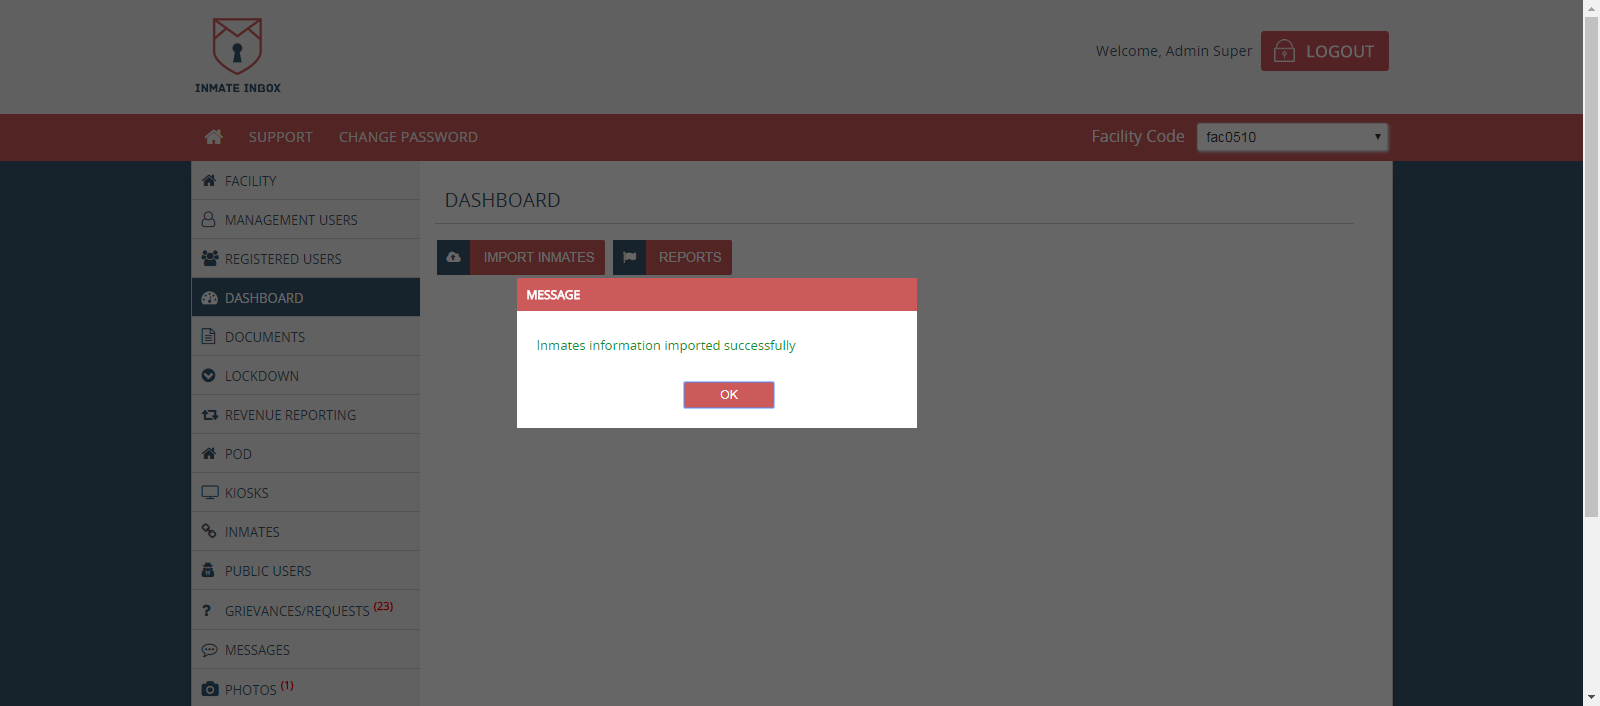 INMATE INBOX
Welcome, Admin Super
LOGOUT
SUPPORT
CHANGE PASSWORD
Facility Code
fac0510
FACILITY
MANAGEMENT USERS
REGISTERED USERS
DASHBOARD
DOCUMENTS
LOCKDOWN
REVENUE REPORTING
POD
KIOSKS
INMATES
PUBLIC USERS
GRIEVANCES/REQUESTS (23)
MESSAGES
PHOTOS (1)
DASHBOARD
IMPORT INMATES
REPORTS
MESSAGE
Inmates information imported successfully
OK